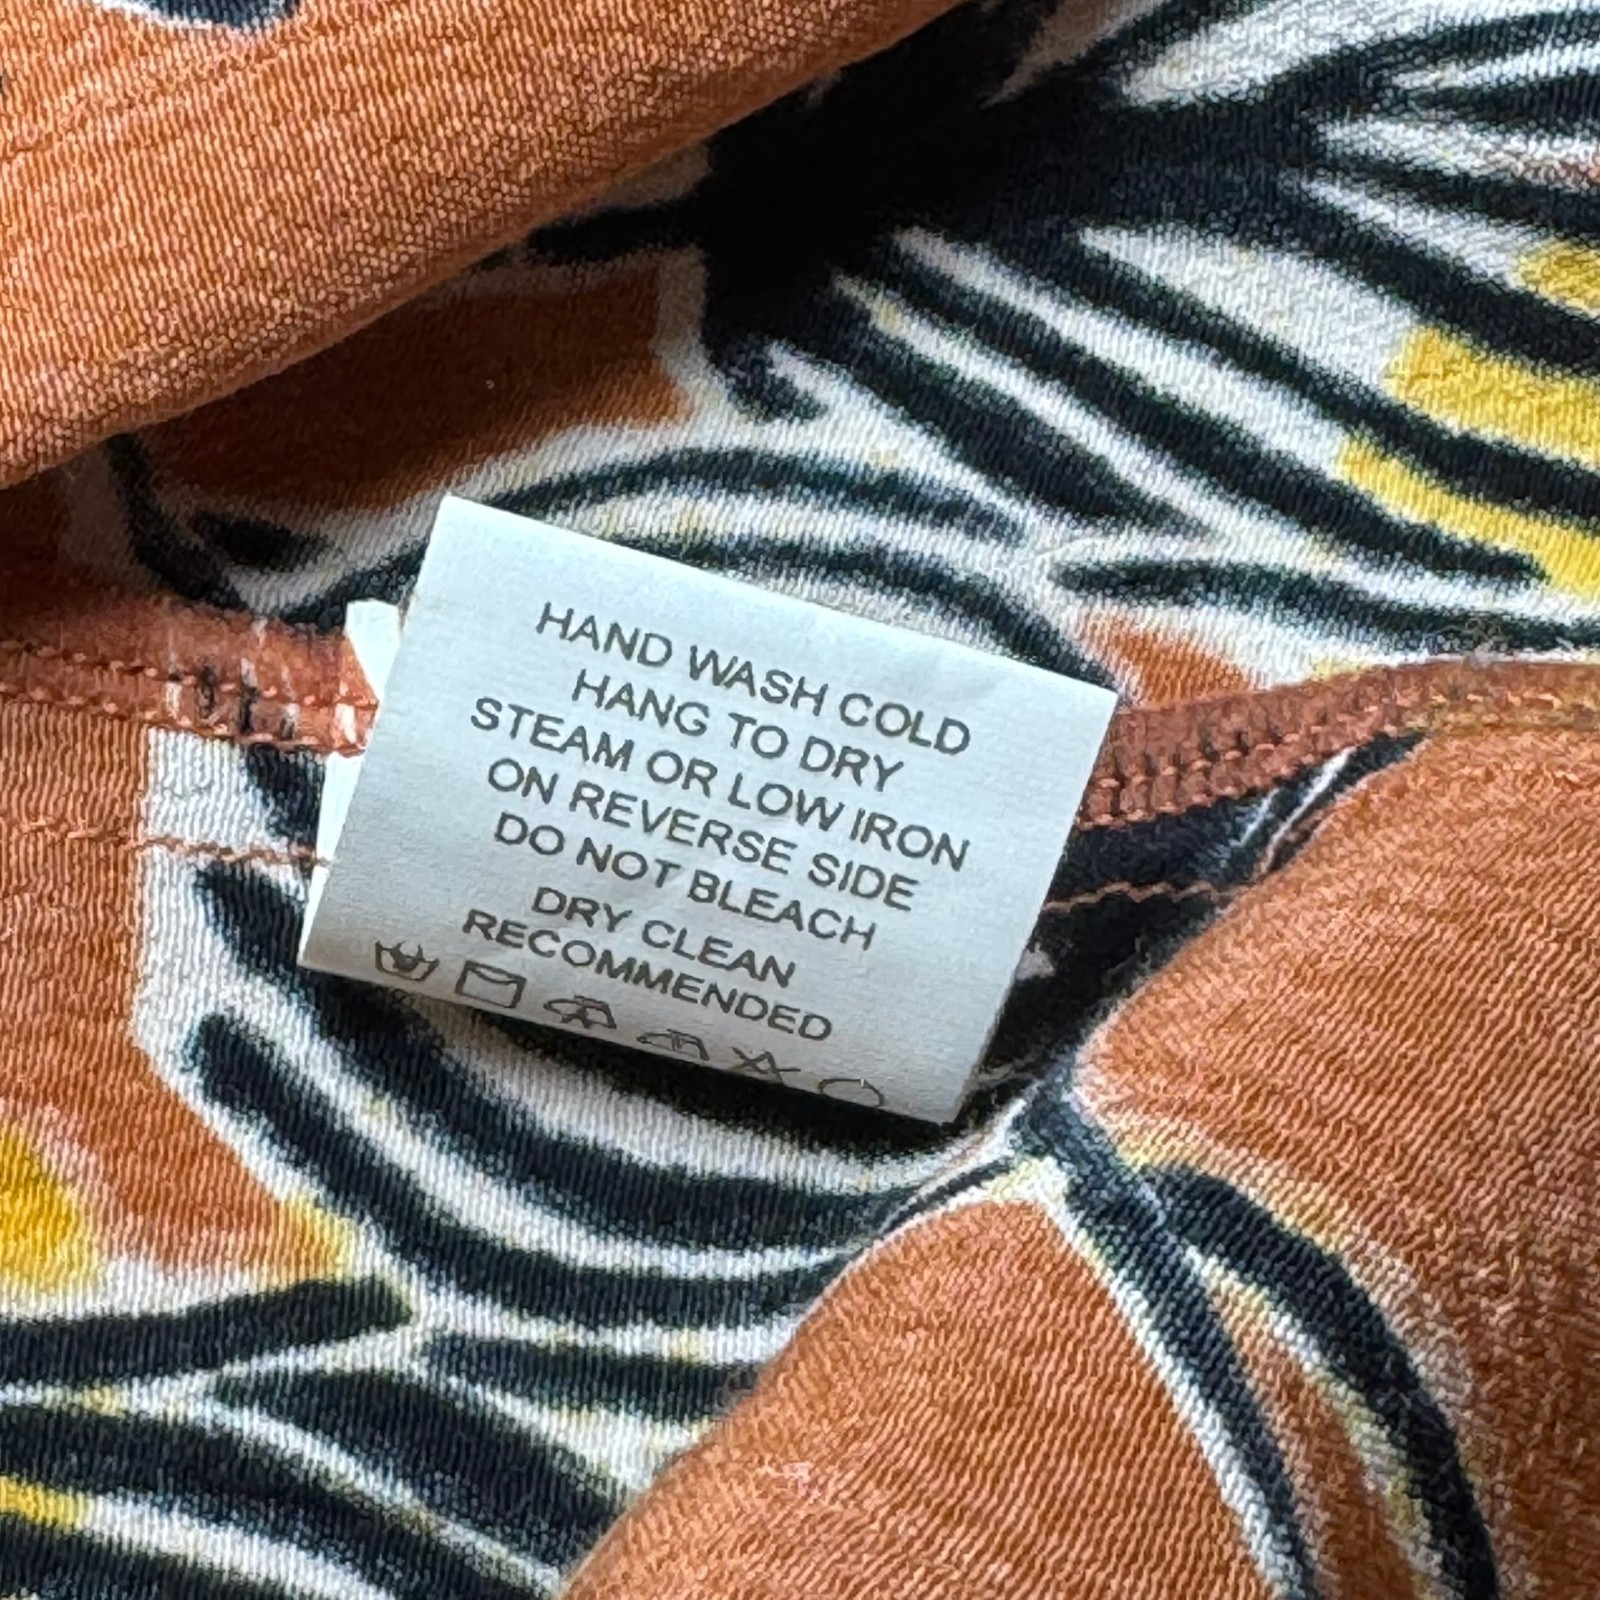 HAND WASH COLD
HANG TO DRY
STEAM OR LOW IRON
ON REVERSE SIDE
DO NOT BLEACH
DRY CLEAN
RECOMMENDED